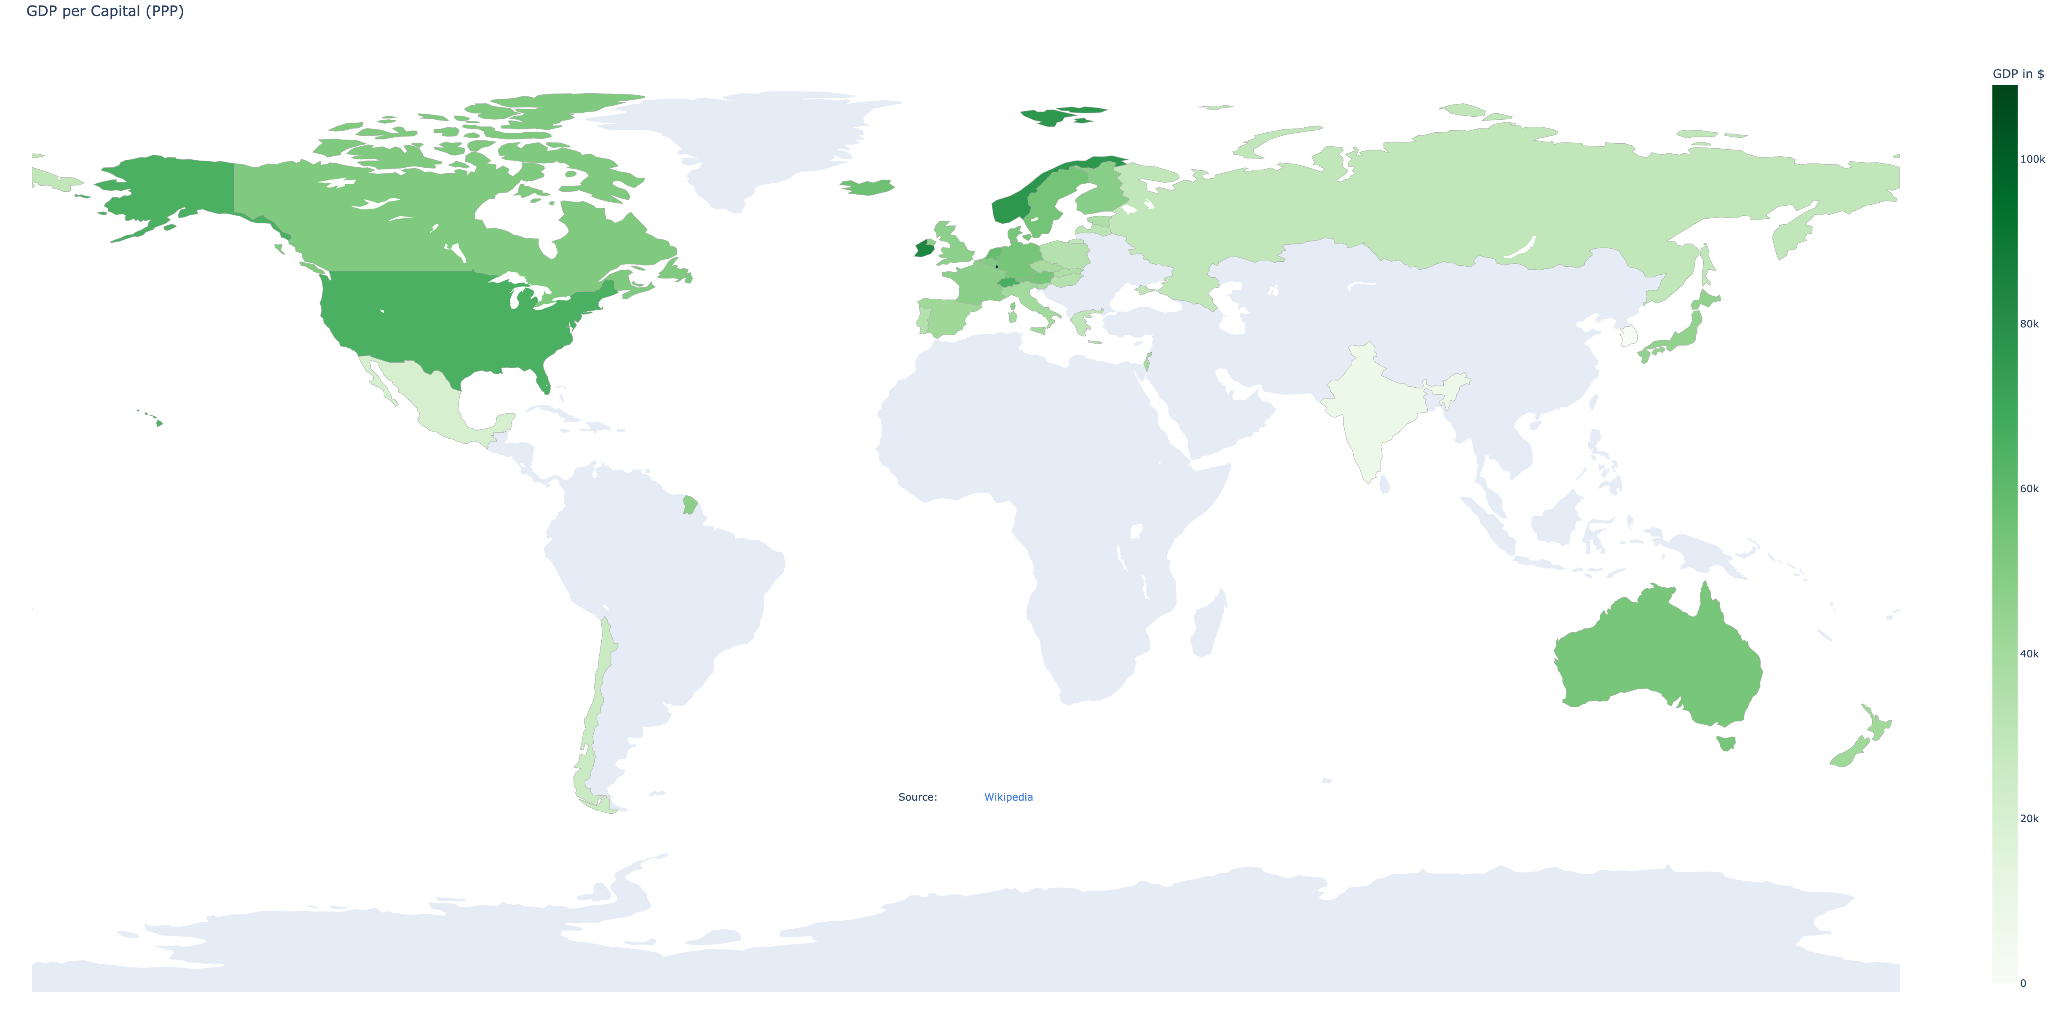 GDP per Capital (PPP)
GDP in $
100k
80k
60k
40k
20k
0
Source: Wikipedia